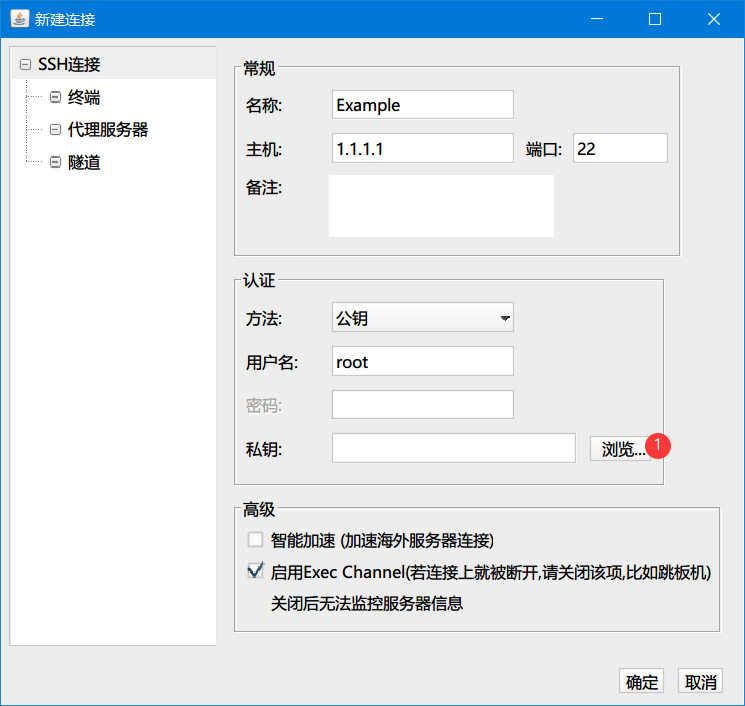 新建连接
SSH连接
终端
代理服务器
隧道
常规
名称: Example
主机: 1.1.1.1 端口: 22
备注:
认证
方法: 公钥
用户名: root
密码:
私钥: 浏览... 1
高级
智能加速 (加速海外服务器连接)
启用Exec Channel(若连接上就被断开,请关闭该项,比如跳板机)
关闭后无法监控服务器信息
确定 取消